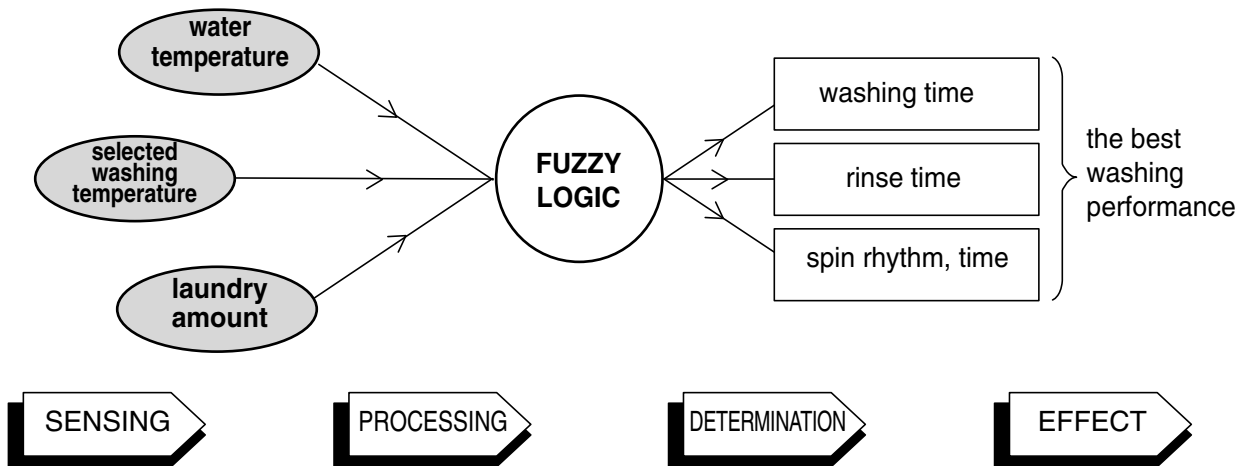 water
temperature
selected
washing
temperature
laundry
amount
FUZZY
LOGIC
washing time
rinse time
spin rhythm, time
the best
washing
performance
SENSING
PROCESSING
DETERMINATION
EFFECT